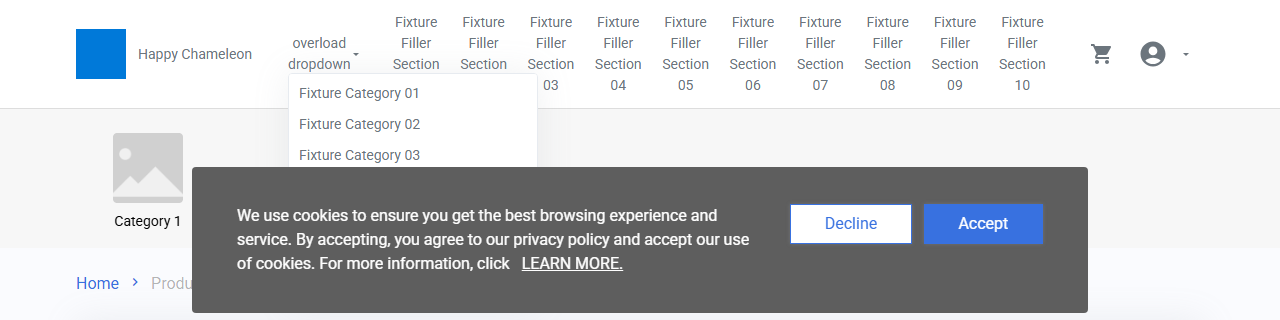 Happy Chameleon
overload
dropdown
Fixture
Filler
Section
Fixture
Filler
Section
Fixture
Filler
Section
03
Fixture
Filler
Section
04
Fixture
Filler
Section
05
Fixture
Filler
Section
06
Fixture
Filler
Section
07
Fixture
Filler
Section
08
Fixture
Filler
Section
09
Fixture
Filler
Section
10
Fixture Category 01
Fixture Category 02
Fixture Category 03
Category 1
We use cookies to ensure you get the best browsing experience and
service. By accepting, you agree to our privacy policy and accept our use
of cookies. For more information, click LEARN MORE.
Decline
Accept
Home